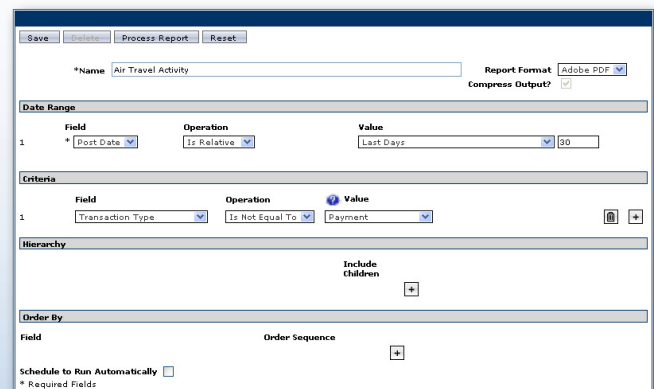 Save Delete Process Report Reset
*Name Air Travel Activity Report Format Adobe PDF
Compress Output?
Date Range
Field Operation Value
1 * Post Date Is Relative Last Days 30
Criteria
Field Operation ? Value
1 Transaction Type Is Not Equal To Payment +
Hierarchy
Include
Children
+
Order By
Field Order Sequence
+
Schedule to Run Automatically
* Required Fields